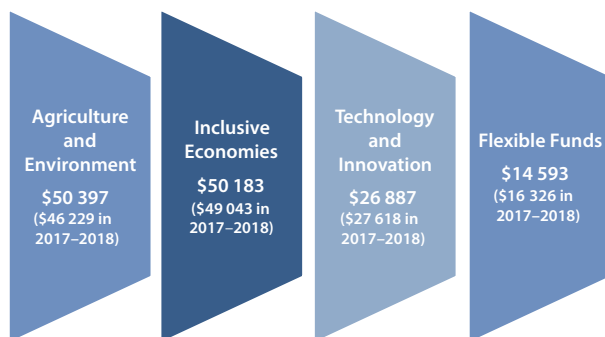 Agriculture
and
Environment
$50 397
($46 229 in
2017–2018)
Inclusive
Economies
$50 183
($49 043 in
2017–2018)
Technology
and
Innovation
$26 887
($27 618 in
2017–2018)
Flexible Funds
$14 593
($16 326 in
2017–2018)